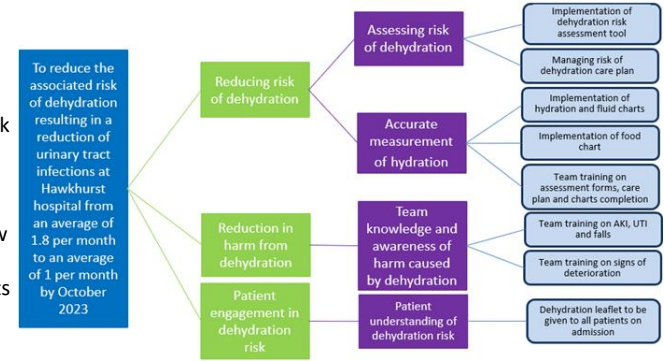 To reduce the
associated risk
of dehydration
resulting in a
reduction of
urinary tract
infections at
Hawkhurst
hospital from
an average of
1.8 per month
to an average
of 1 per month
by October
2023
Reducing risk
of dehydration
Reduction in
harm from
dehydration
Patient
engagement in
dehydration
risk
Assessing risk
of dehydration
Accurate
measurement
of hydration
Team
knowledge and
awareness of
harm caused
by dehydration
Patient
understanding of
dehydration risk
Implementation of
dehydration risk
assessment tool
Managing risk of
dehydration care plan
Implementation of
hydration and fluid charts
Implementation of food
chart
Team training on
assessment forms, care
plan and charts completion
Team training on AKI, UTI
and falls
Team training on signs of
deterioration
Dehydration leaflet to be
given to all patients on
admission